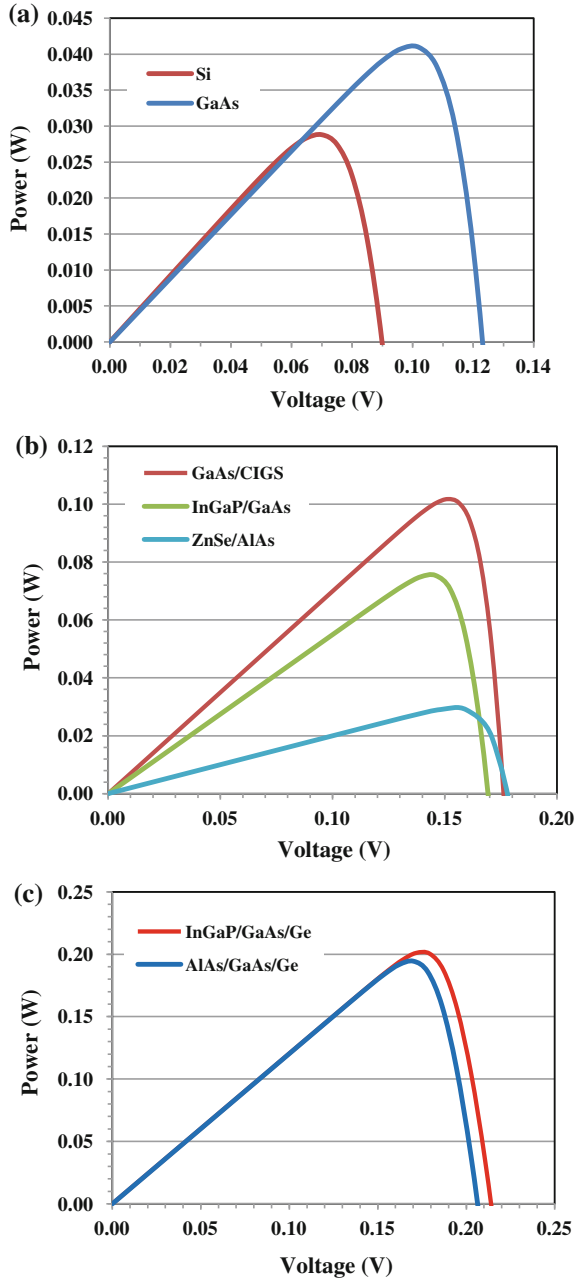 (a)
0.045
0.040
0.035
0.030
0.025
0.020
0.015
0.010
0.005
0.000
Power (W)
Si
GaAs
0.00 0.02 0.04 0.06 0.08 0.10 0.12 0.14
Voltage (V)
(b)
0.12
0.10
0.08
0.06
0.04
0.02
0.00
Power (W)
GaAs/CIGS
InGaP/GaAs
ZnSe/AlAs
0.00 0.05 0.10 0.15 0.20
Voltage (V)
(c)
0.25
0.20
0.15
0.10
0.05
0.00
Power (W)
InGaP/GaAs/Ge
AlAs/GaAs/Ge
0.00 0.05 0.10 0.15 0.20 0.25
Voltage (V)